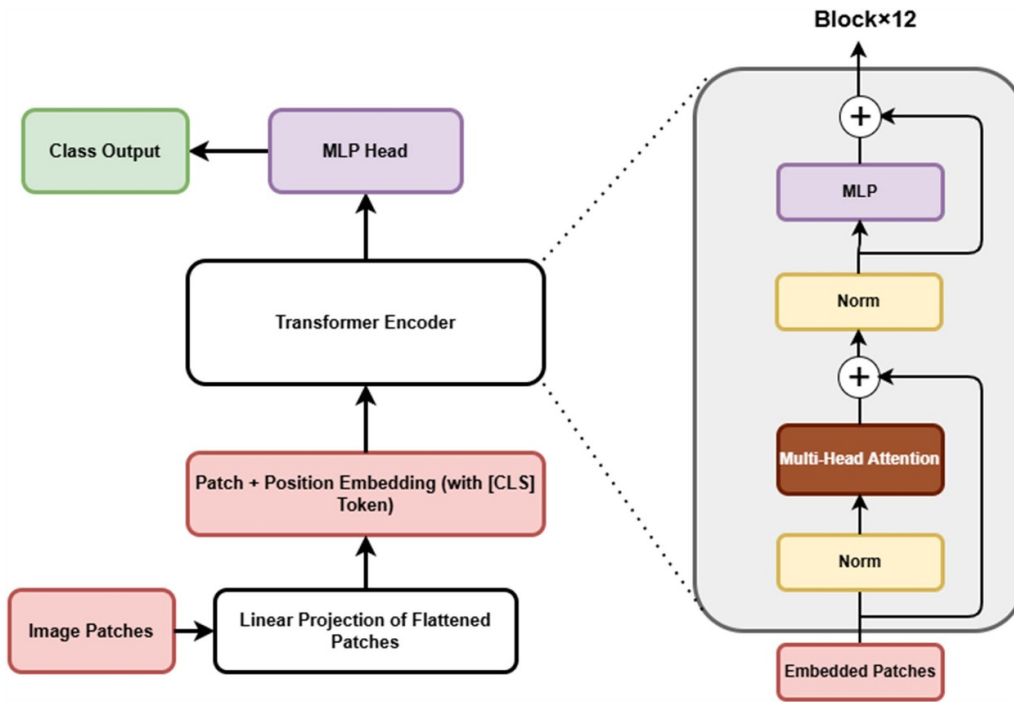 Block×12
Class Output
MLP Head
Transformer Encoder
Patch + Position Embedding (with [CLS]
Token)
Image Patches
Linear Projection of Flattened
Patches
+
MLP
Norm
+
Multi-Head Attention
Norm
Embedded Patches